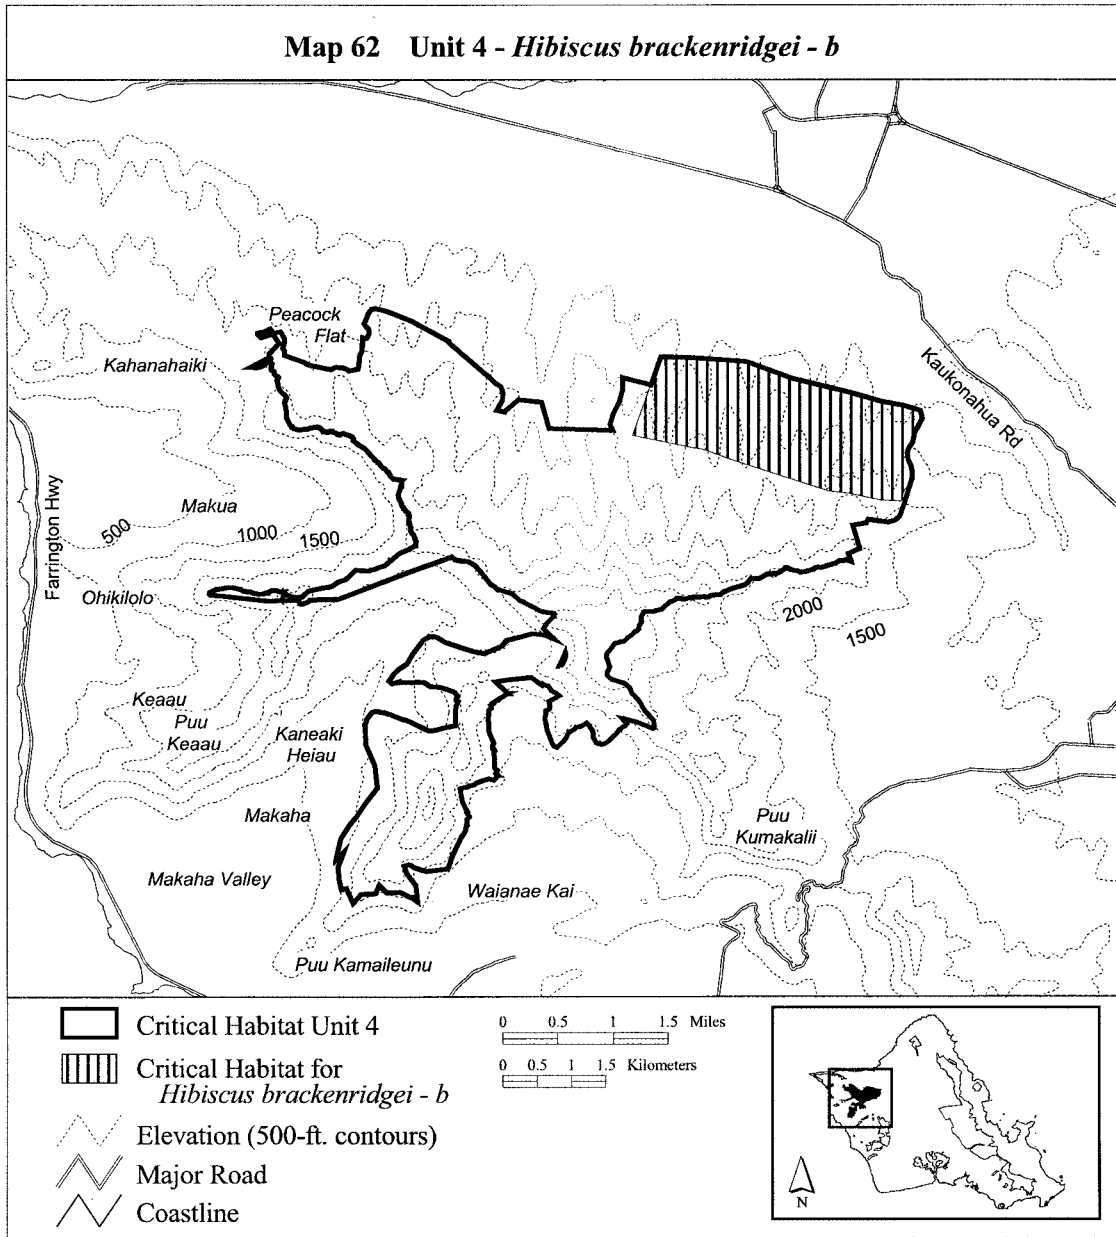 Map 62 Unit 4 - Hibiscus brackenridgei - b
Peacock
Flat
Kahanahaiki
Kaukonahua Rd
Farrington Hwy
Makua
500
1000
1500
Ohikilolo
2000
1500
Keaau
Puu
Keaau
Kaneaki
Heiau
Makaha
Puu
Kumakalii
Makaha Valley
Waianae Kai
Puu Kamaileunu
Critical Habitat Unit 4
Critical Habitat for
Hibiscus brackenridgei - b
Elevation (500-ft. contours)
Major Road
Coastline
0 0.5 1 1.5 Miles
0 0.5 1 1.5 Kilometers
N